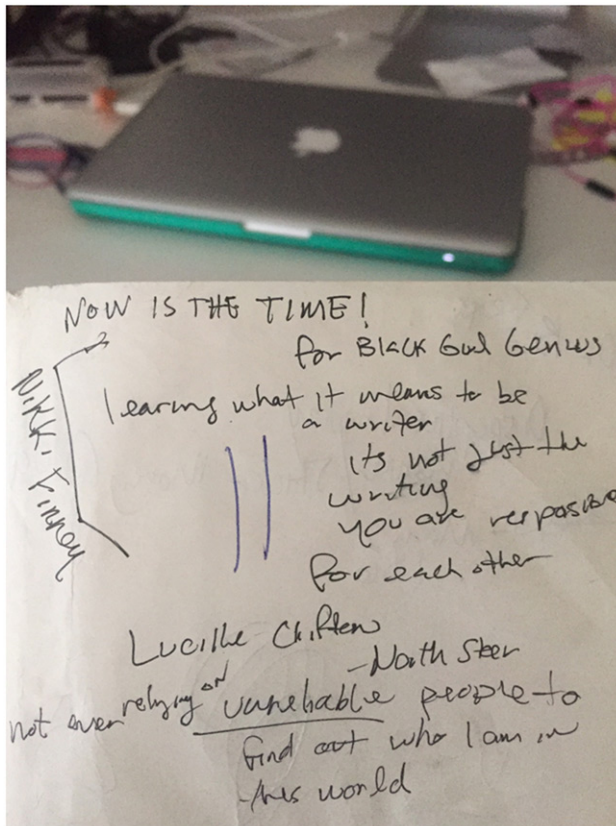 NOW IS THE TIME!
for BLACK Girl Genius
learning what it means to be
a writer
its not just the
writing
you are
for each other
NiKKi Finney
Lucille Clifton
-North Star
not over relying on unreliable people to
find out who I am in
this world